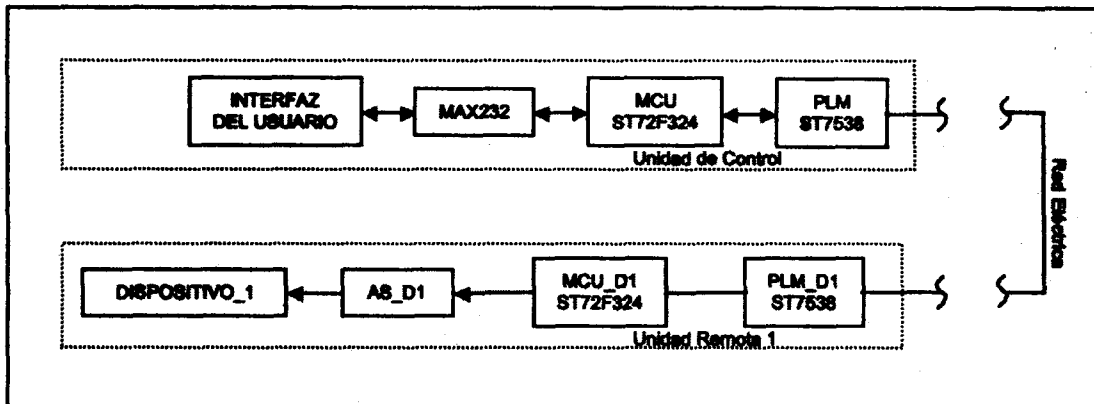 INTERFAZ
DEL USUARIO
MAX232
MCU
ST72F324
PLM
ST7538
Unidad de Control
Red Eléctrica
DISPOSITIVO_1
AS_D1
MCU_D1
ST72F324
PLM_D1
ST7538
Unidad Remota 1